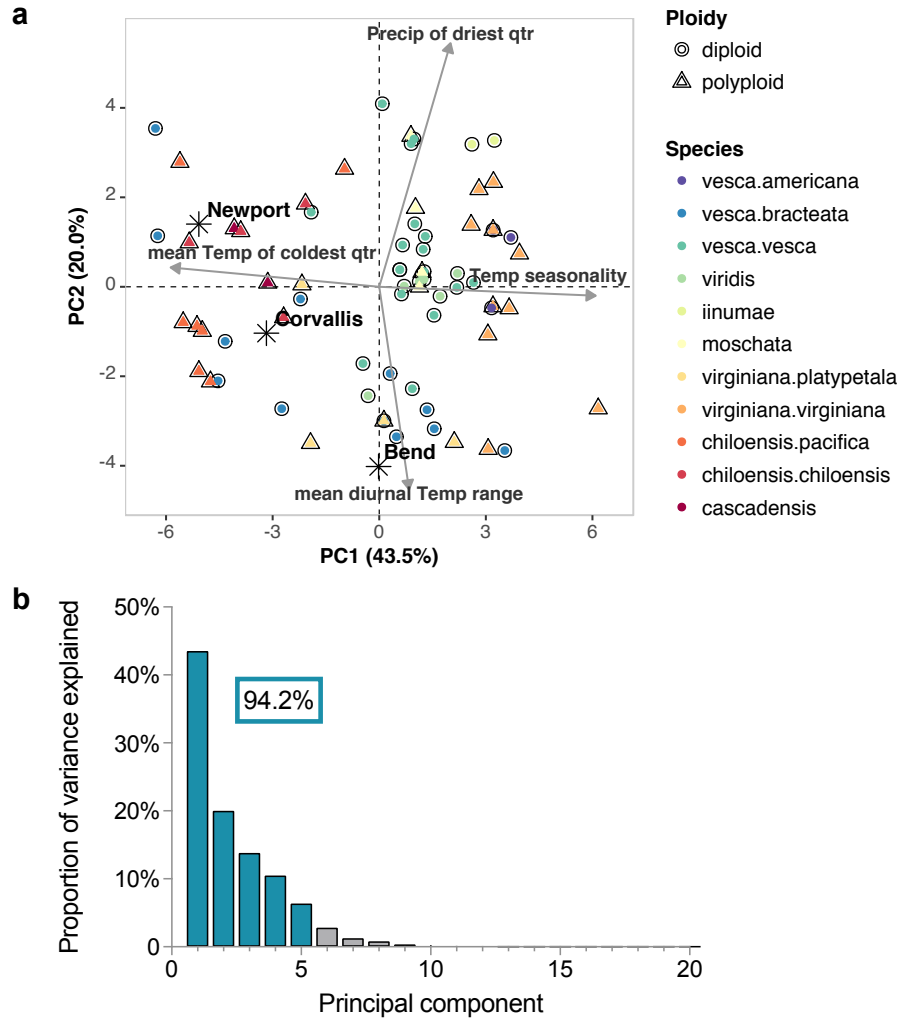 a
Precip of driest qtr
Newport
mean Temp of coldest qtr
Temp seasonality
Corvallis
Bend
mean diurnal Temp range
PC2 (20.0%)
4
2
0
-2
-4
-6
-3
0
3
6
PC1 (43.5%)
Ploidy
diploid
polyploid
Species
vesca.americana
vesca.bracteata
vesca.vesca
viridis
iinumae
moschata
virginiana.platypetala
virginiana.virginiana
chiloensis.pacifica
chiloensis.chiloensis
cascadensis
b
Proportion of variance explained
50%
40%
30%
20%
10%
0
94.2%
0
5
10
15
20
Principal component